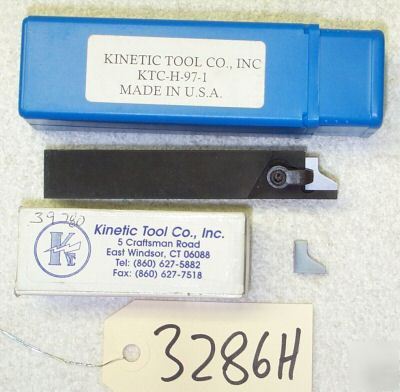 KINETIC TOOL CO., INC
KTC-H-97-1
MADE IN U.S.A.
39780
Kinetic Tool Co., Inc.
5 Craftsman Road
East Windsor, CT 06088
Tel: (860) 627-5882
Fax: (860) 627-7518
3286H